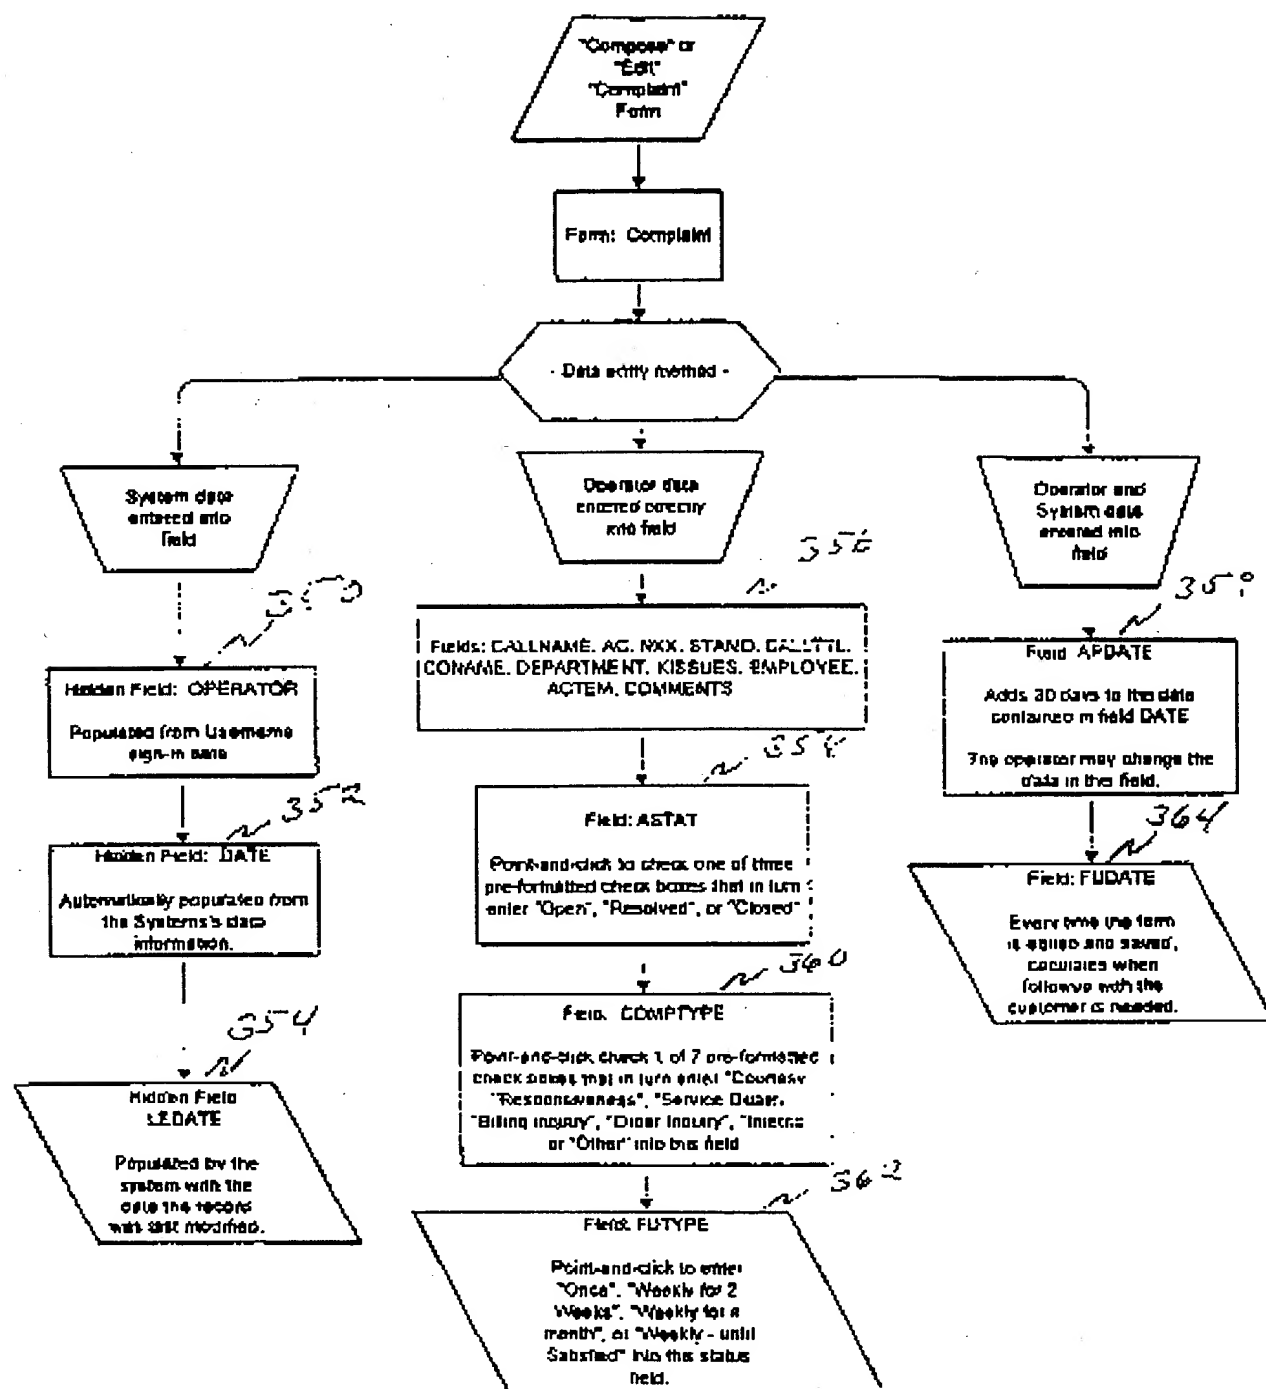 "Compose" or
"Edit"
"Complaint"
Form
Form: Complaint
- Data entry method -
System data
entered into
field
Operator data
entered directly
into field
Operator and
System data
entered into
field
350
Hidden Field: OPERATOR
Populated from Username
sign-in data
352
Hidden Field: DATE
Automatically populated from
the Systems's date
information.
354
Hidden Field
LEDATE
Populated by the
system with the
date the record
was last modified.
356
Fields: CALLNAME, AC, NXX, STAND, CALLTTL,
CONAME, DEPARTMENT, KISSUES, EMPLOYEE,
ACTEM, COMMENTS
Field: ASTAT
Point-and-click to check one of three
pre-formatted check boxes that in turn
enter "Open", "Resolved", or "Closed"
360
Field: COMPTYPE
Point-and-click check 1 of 7 pre-formatted
check boxes that in turn enter "Courtesy
"Responsiveness", "Service
"Billing Inquiry", "Order Inquiry",
or "Other" into this field
362
Field: FUTYPE
Point-and-click to enter
"Once", "Weekly for 2
Weeks", "Weekly for a
month", or "Weekly - until
Satisfied" into this status
field.
Field: APDATE
Adds 30 days to the date
contained in field DATE
The operator may change the
data in this field.
364
Field: FUDATE
Every time the form
is edited and saved,
calculates when
followup with the
customer is needed.